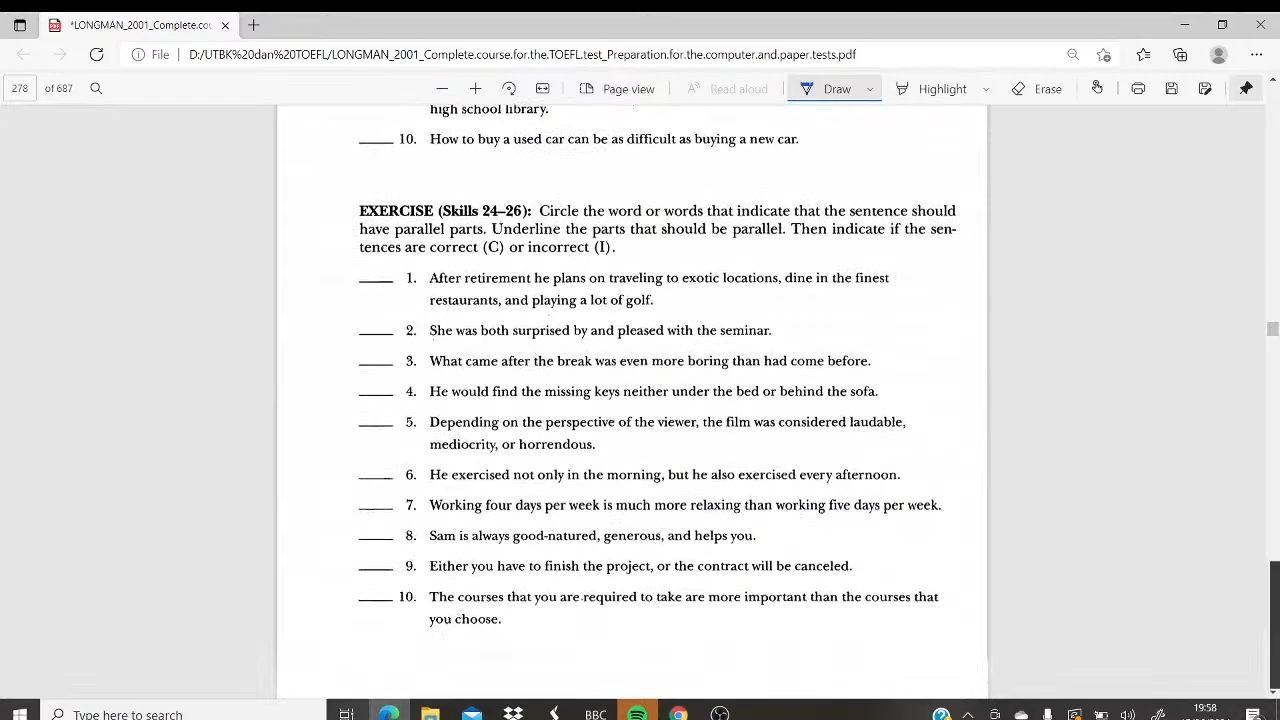 *LONGMAN_2001_Complete.cou
File D:/UTBK%20dan%20TOEFL/LONGMAN_2001_Complete.course.for.the.TOEFL.test_Preparation.for.the.computer.and.paper.tests.pdf
278 of 687 Page view Read aloud Draw Highlight Erase
high school library.
____ 10. How to buy a used car can be as difficult as buying a new car.
EXERCISE (Skills 24–26): Circle the word or words that indicate that the sentence should
have parallel parts. Underline the parts that should be parallel. Then indicate if the sen-
tences are correct (C) or incorrect (I).
____ 1. After retirement he plans on traveling to exotic locations, dine in the finest
restaurants, and playing a lot of golf.
____ 2. She was both surprised by and pleased with the seminar.
____ 3. What came after the break was even more boring than had come before.
____ 4. He would find the missing keys neither under the bed or behind the sofa.
____ 5. Depending on the perspective of the viewer, the film was considered laudable,
mediocrity, or horrendous.
____ 6. He exercised not only in the morning, but he also exercised every afternoon.
____ 7. Working four days per week is much more relaxing than working five days per week.
____ 8. Sam is always good-natured, generous, and helps you.
____ 9. Either you have to finish the project, or the contract will be canceled.
____ 10. The courses that you are required to take are more important than the courses that
you choose.
Type here to search BBC 19:58